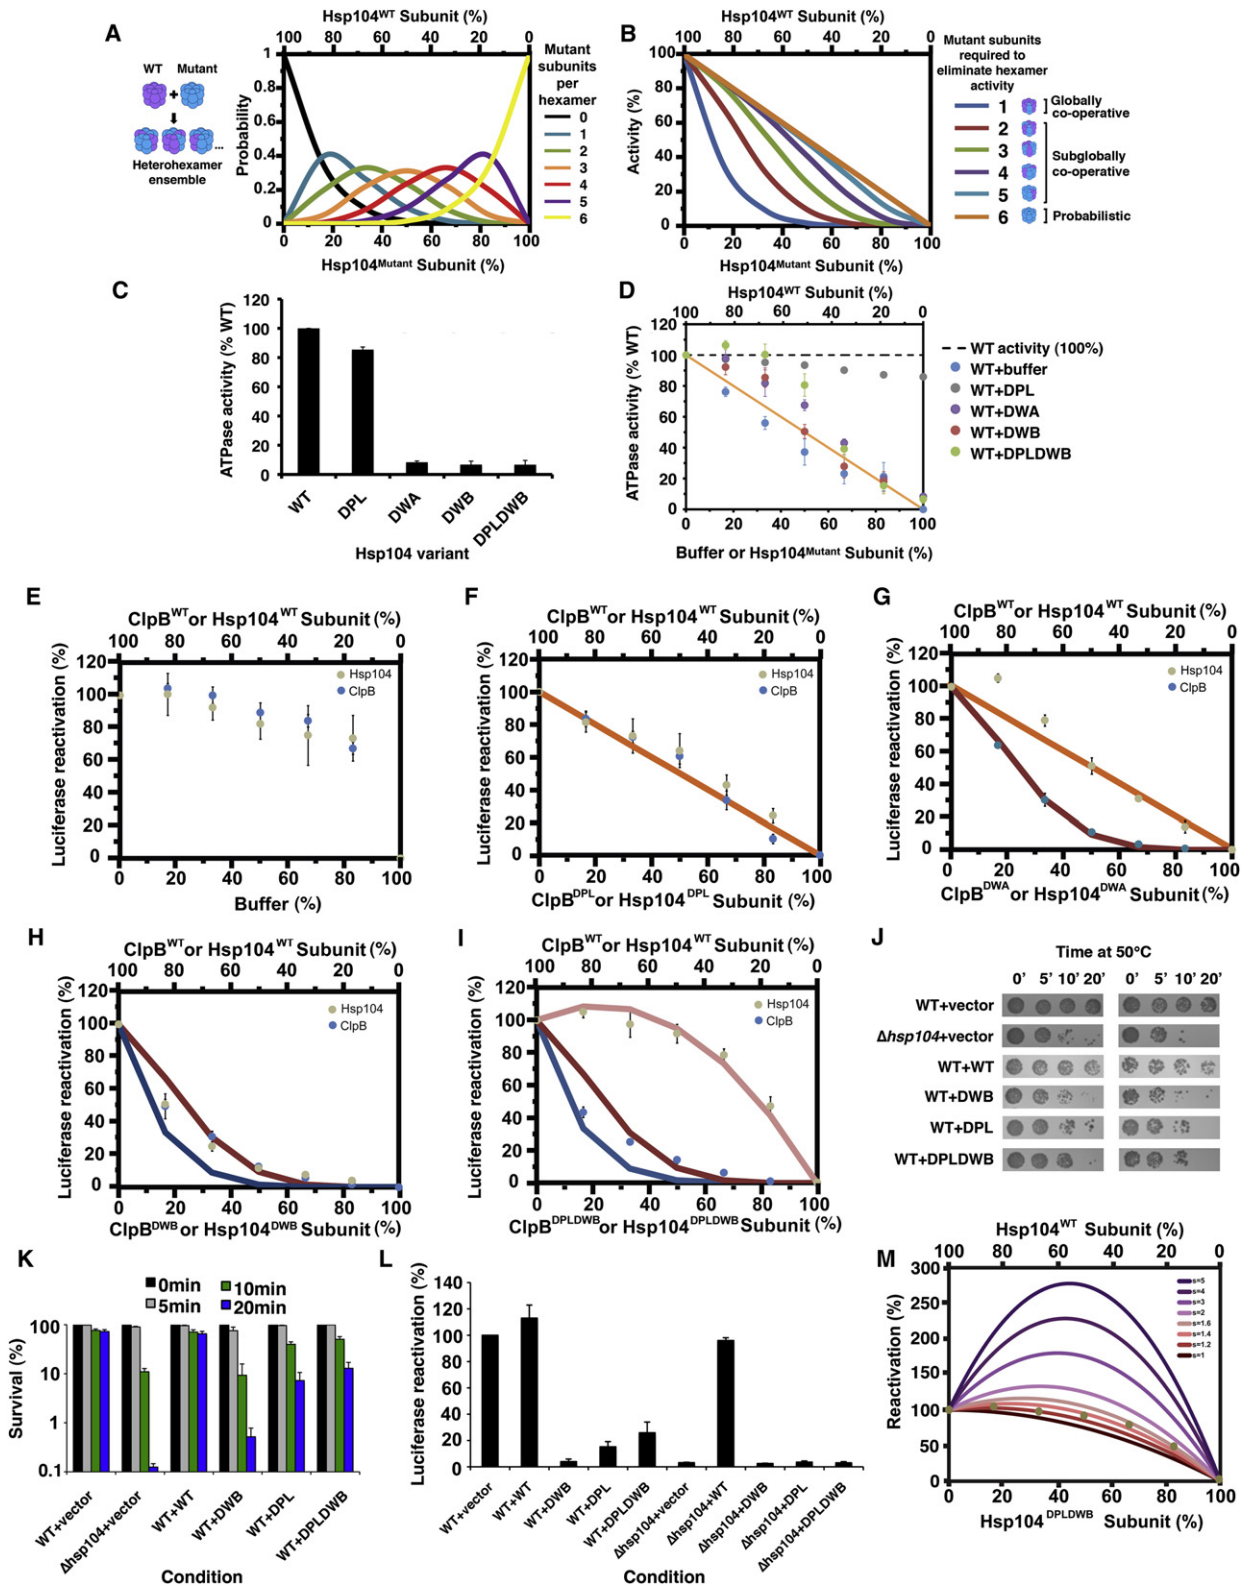 A
Hsp104WT Subunit (%)
100 80 60 40 20 0
WT Mutant
+
Heterohexamer
ensemble
...
Probability
1
0.8
0.6
0.4
0.2
0
0 20 40 60 80 100
Hsp104Mutant Subunit (%)
Mutant
subunits
per
hexamer
0
1
2
3
4
5
6
B
Hsp104WT Subunit (%)
100 80 60 40 20 0
Activity (%)
100
80
60
40
20
0
0 20 40 60 80 100
Hsp104Mutant Subunit (%)
Mutant subunits
required to
eliminate hexamer
activity
1
2
3
4
5
6
Globally
co-operative
Subglobally
co-operative
Probabilistic
C
ATPase activity (% WT)
120
100
80
60
40
20
0
WT DPL DWA DWB DPLDWB
Hsp104 variant
D
Hsp104WT Subunit (%)
100 80 60 40 20 0
ATPase activity (% WT)
120
100
80
60
40
20
0
0 20 40 60 80 100
Buffer or Hsp104Mutant Subunit (%)
WT activity (100%)
WT+buffer
WT+DPL
WT+DWA
WT+DWB
WT+DPLDWB
E
ClpBWT or Hsp104WT Subunit (%)
100 80 60 40 20 0
Luciferase reactivation (%)
120
100
80
60
40
20
0
Hsp104
ClpB
0 20 40 60 80 100
Buffer (%)
F
ClpBWT or Hsp104WT Subunit (%)
100 80 60 40 20 0
Luciferase reactivation (%)
120
100
80
60
40
20
0
Hsp104
ClpB
0 20 40 60 80 100
ClpBDPL or Hsp104DPL Subunit (%)
G
ClpBWT or Hsp104WT Subunit (%)
100 80 60 40 20 0
Luciferase reactivation (%)
120
100
80
60
40
20
0
Hsp104
ClpB
0 20 40 60 80 100
ClpBDWA or Hsp104DWA Subunit (%)
H
ClpBWT or Hsp104WT Subunit (%)
100 80 60 40 20 0
Luciferase reactivation (%)
120
100
80
60
40
20
0
Hsp104
ClpB
0 20 40 60 80 100
ClpBDWB or Hsp104DWB Subunit (%)
I
ClpBWT or Hsp104WT Subunit (%)
100 80 60 40 20 0
Luciferase reactivation (%)
120
100
80
60
40
20
0
Hsp104
ClpB
0 20 40 60 80 100
ClpBDPLDWB or Hsp104DPLDWB Subunit (%)
J
Time at 50°C
0' 5' 10' 20' 0' 5' 10' 20'
WT+vector
Δhsp104+vector
WT+WT
WT+DWB
WT+DPL
WT+DPLDWB
K
0min
5min
10min
20min
Survival (%)
100
10
1
0.1
WT+vector
Δhsp104+vector
WT+WT
WT+DWB
WT+DPL
WT+DPLDWB
Condition
L
Luciferase reactivation (%)
140
120
100
80
60
40
20
0
WT+vector
WT+WT
WT+DWB
WT+DPL
WT+DPLDWB
Δhsp104+vector
Δhsp104+WT
Δhsp104+DWB
Δhsp104+DPL
Δhsp104+DPLDWB
Condition
M
Hsp104WT Subunit (%)
100 80 60 40 20 0
Reactivation (%)
300
250
200
150
100
50
0
s=5
s=4
s=3
s=2
s=1.6
s=1.4
s=1.2
s=1
0 20 40 60 80 100
Hsp104DPLDWB Subunit (%)